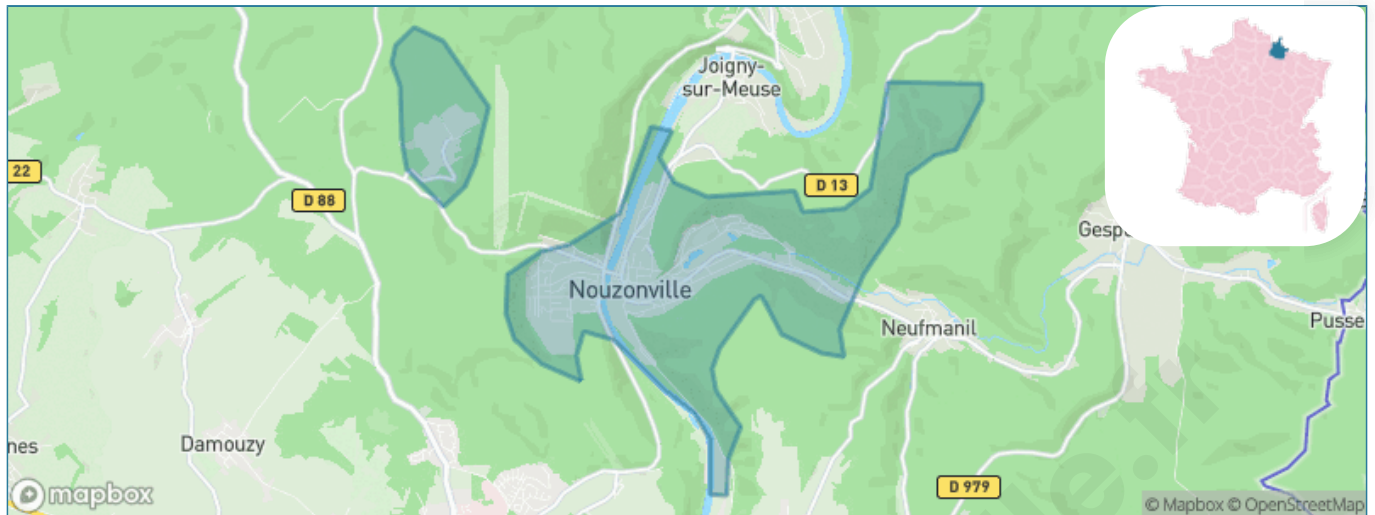 Joigny-
sur-Meuse
22
D 13
D 88
Nouzonville
Neufmanil
Damouzy
D 979
mapbox
© Mapbox © OpenStreetMap